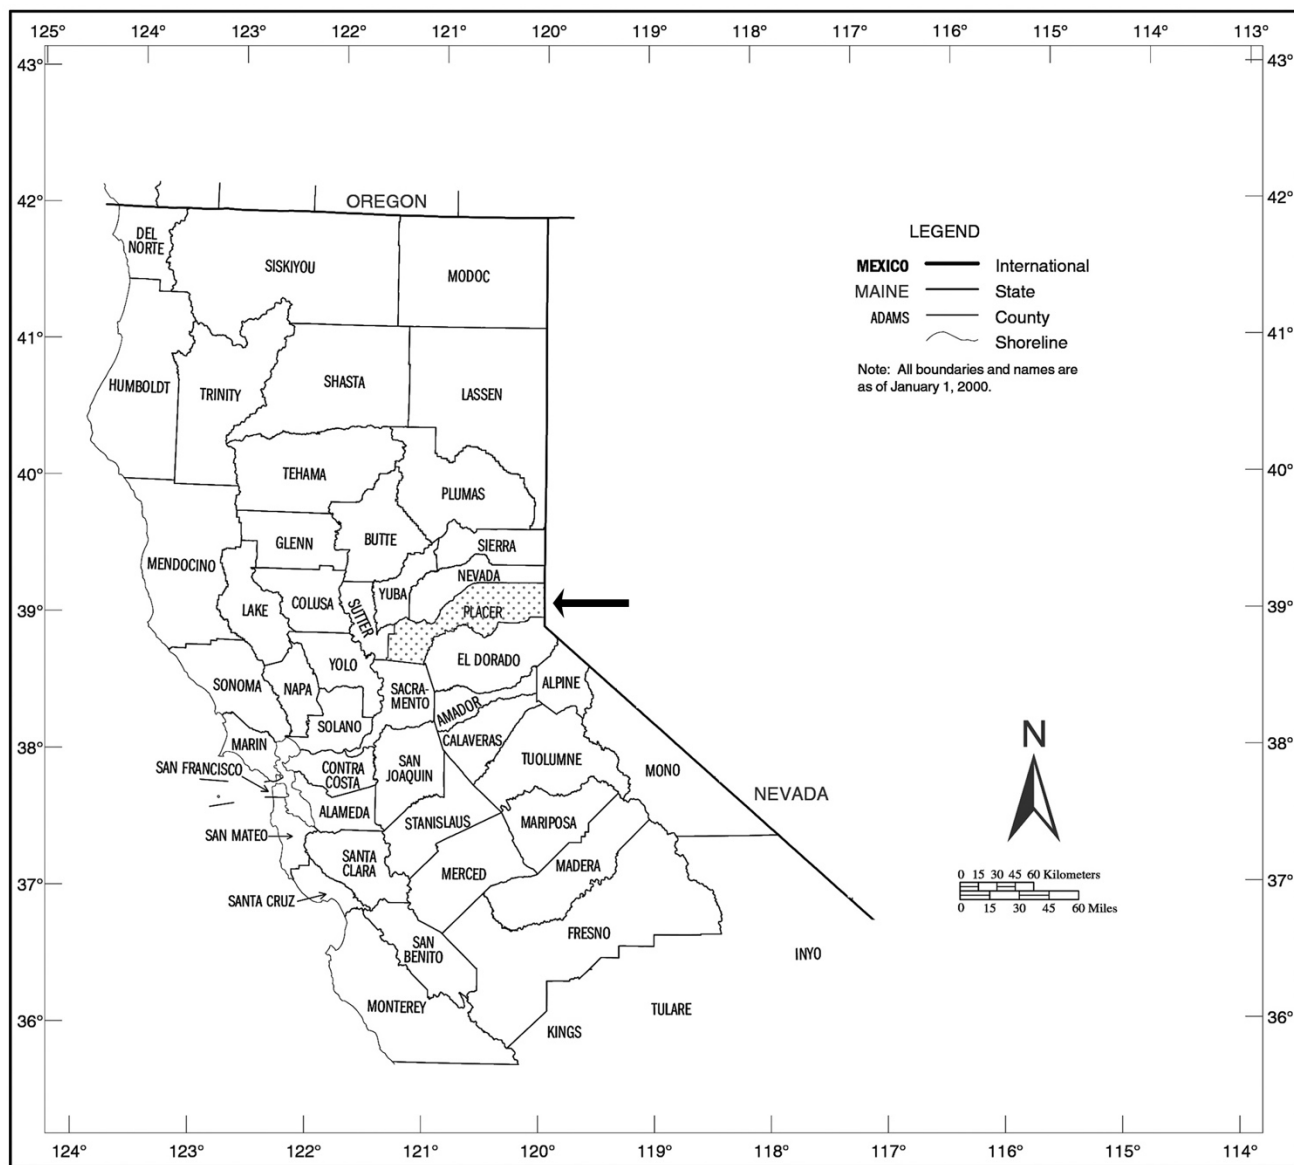 125° 124° 123° 122° 121° 120° 119° 118° 117° 116° 115° 114° 113°
43° 43°
42° 42°
OREGON
DEL
NORTE
SISKIYOU
MODOC
LEGEND
MEXICO International
MAINE State
ADAMS County
Shoreline
Note: All boundaries and names are
as of January 1, 2000.
41° 41°
HUMBOLDT
TRINITY
SHASTA
LASSEN
40° 40°
TEHAMA
PLUMAS
GLENN
BUTTE
SIERRA
MENDOCINO
NEVADA
YUBA
COLUSA
LAKE
SUTTER
PLACER
39° 39°
YOLO
EL DORADO
SONOMA
NAPA
SACRA-
MENTO
ALPINE
AMADOR
SOLANO
CALAVERAS
MARIN
38° 38°
SAN FRANCISCO
CONTRA
COSTA
SAN
JOAQUIN
TUOLUMNE
MONO
NEVADA
N
ALAMEDA
STANISLAUS
MARIPOSA
SAN MATEO
SANTA
CLARA
MERCED
MADERA
37° 37°
0 15 30 45 60 Kilometers
0 15 30 45 60 Miles
SANTA CRUZ
FRESNO
SAN
BENITO
INYO
MONTEREY
TULARE
KINGS
36° 36°
124° 123° 122° 121° 120° 119° 118° 117° 116° 115° 114°